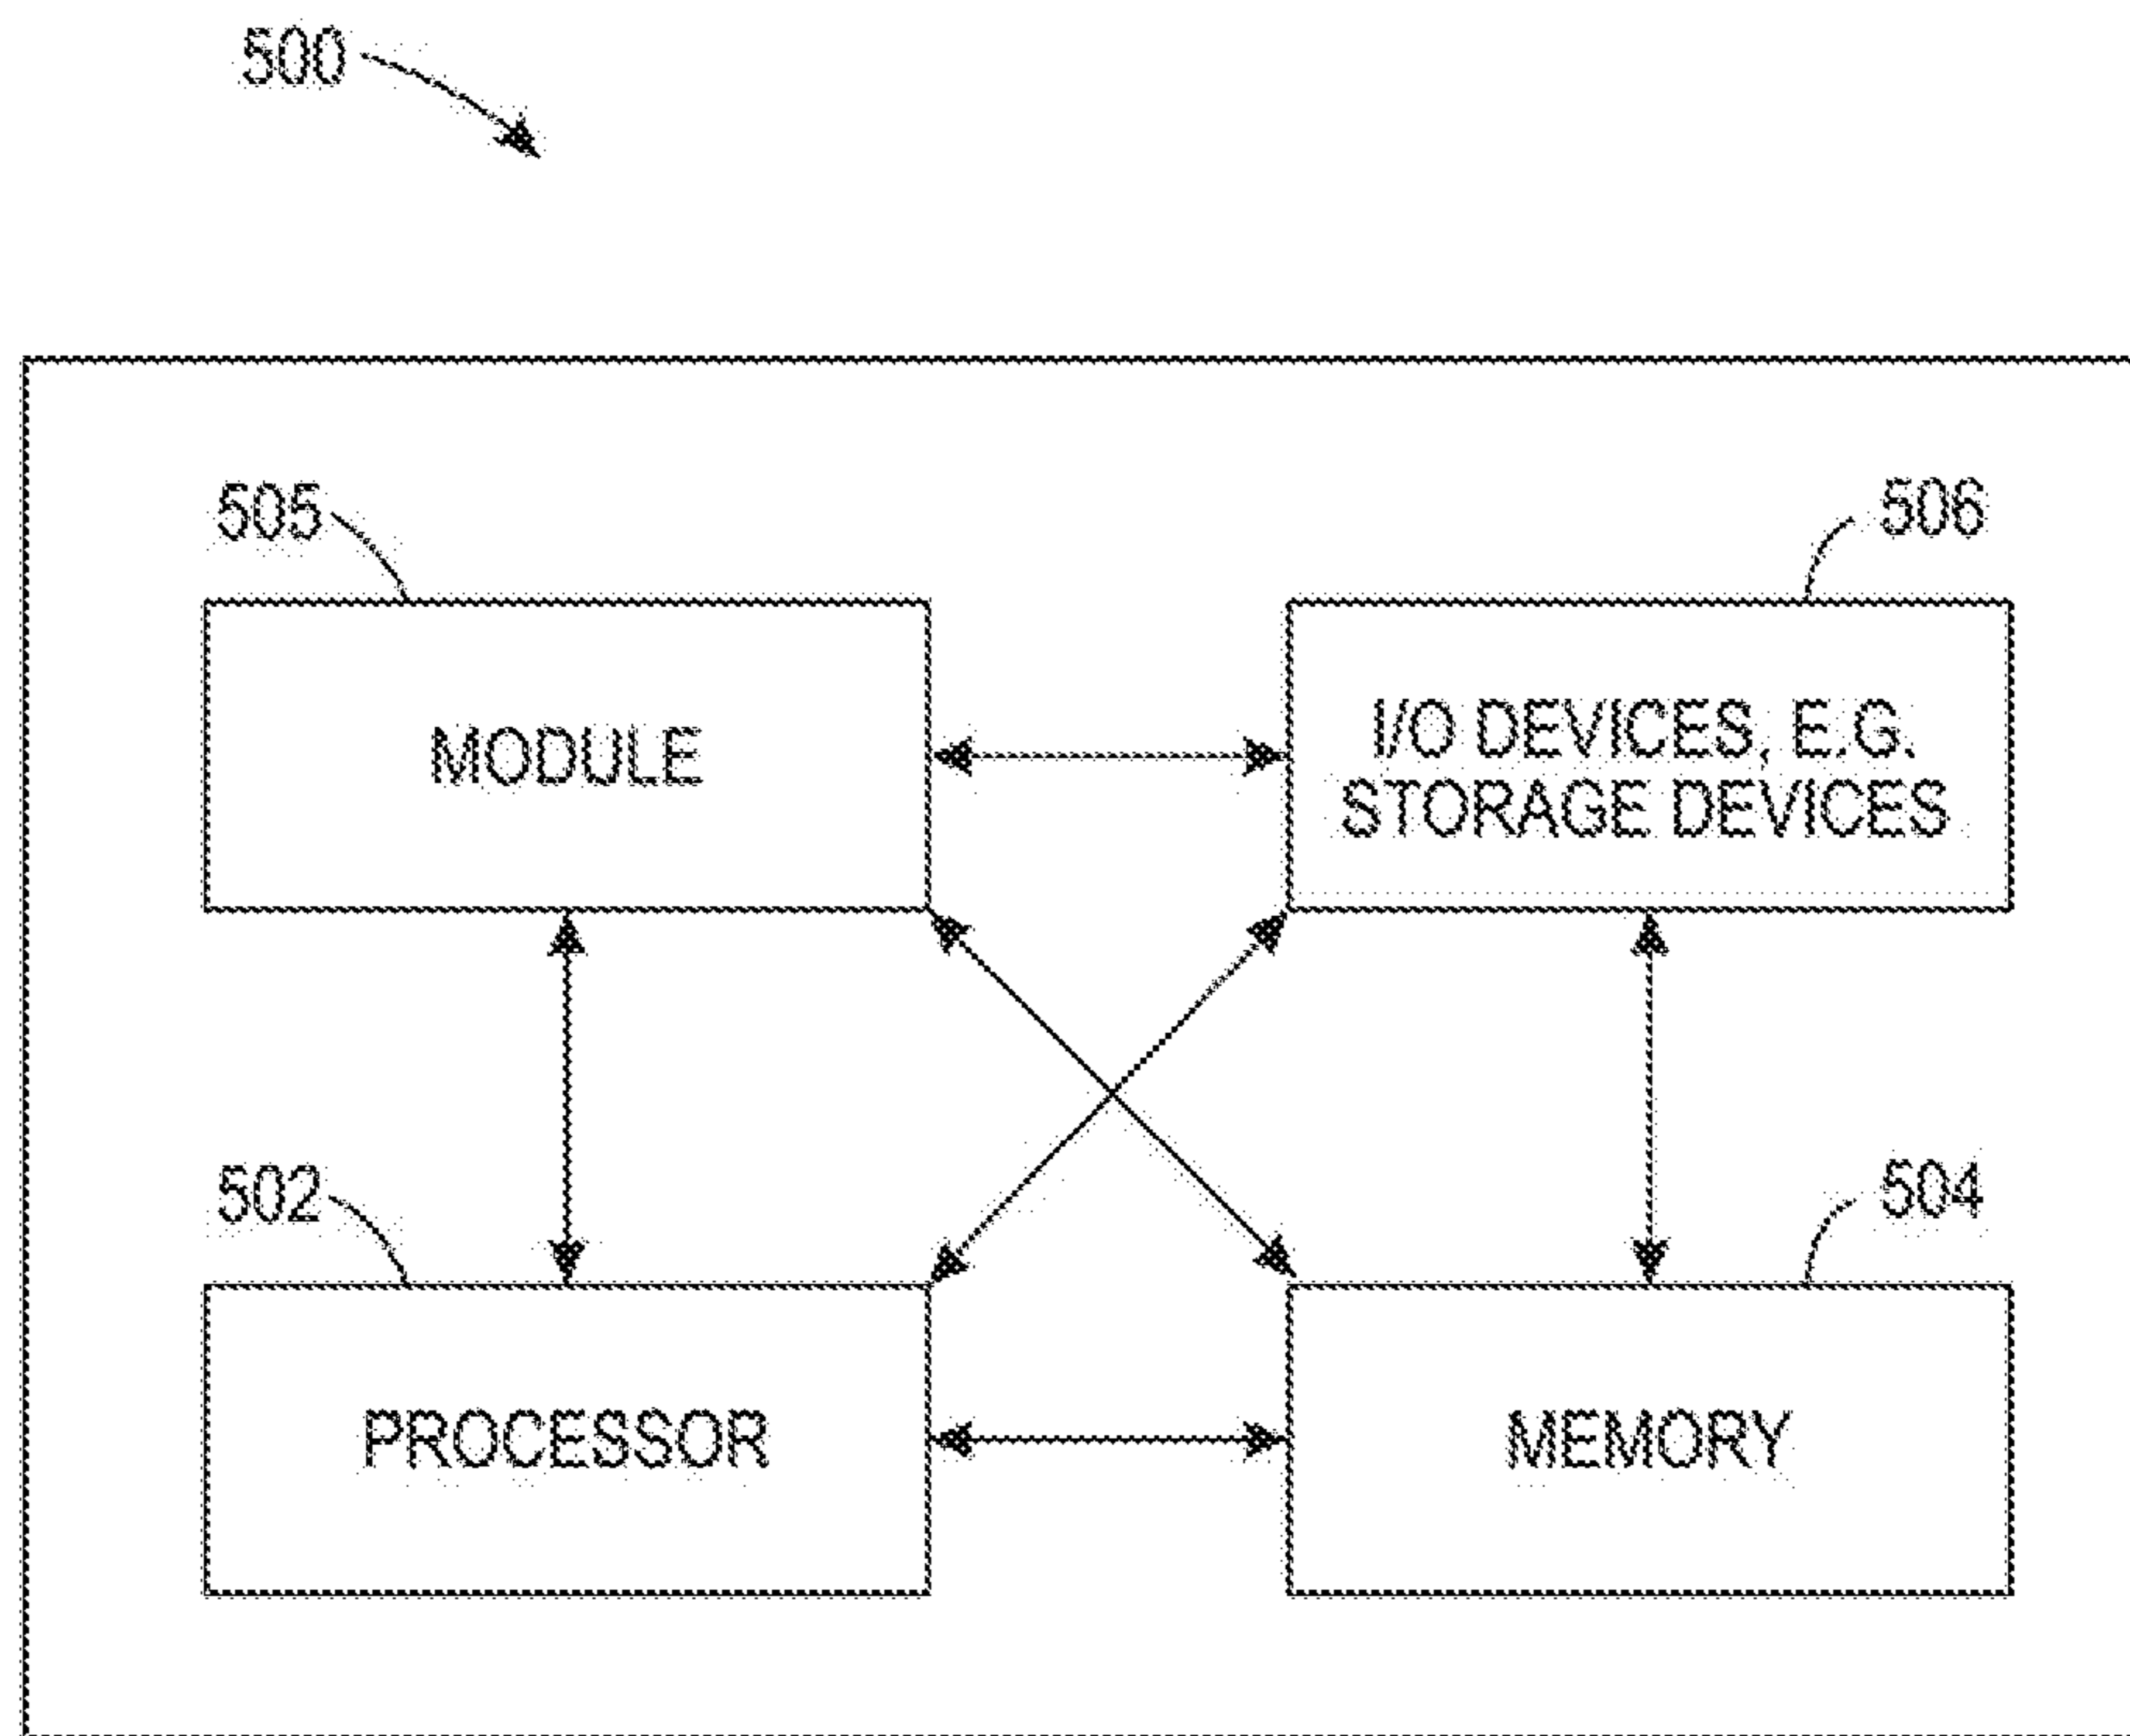 500
505
506
MODULE
I/O DEVICES, E.G.
STORAGE DEVICES
502
504
PROCESSOR
MEMORY